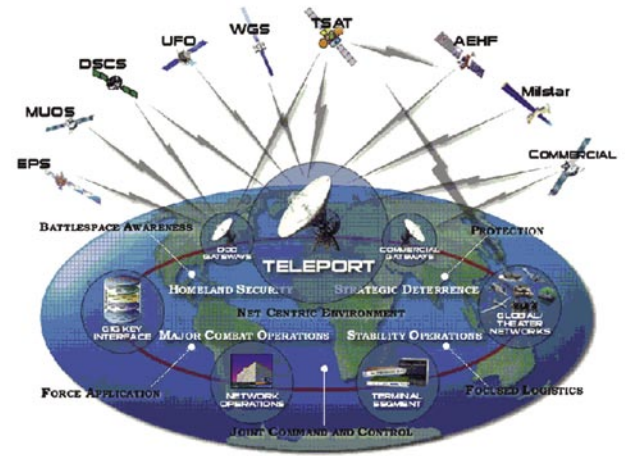 TSAT
WGS
UFO
AEHF
DSCS
Milstar
MUOS
COMMERCIAL
EPS
BATTLESPACE AWARENESS
PROTECTION
DOD
GATEWAYS
COMMERCIAL
GATEWAYS
TELEPORT
HOMELAND SECURITY
STRATEGIC DETERRENCE
NET CENTRIC ENVIRONMENT
GIG KEY
INTERFACE
GLOBAL/
THEATER
NETWORKS
MAJOR COMBAT OPERATIONS
STABILITY OPERATIONS
FORCE APPLICATION
NETWORK
OPERATIONS
TERMINAL
SEGMENT
FOCUSED LOGISTICS
JOINT COMMAND AND CONTROL